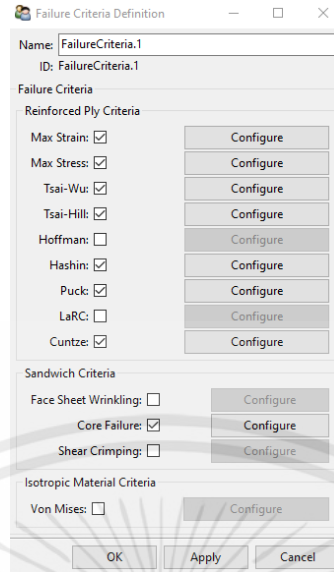 Failure Criteria Definition
Name: FailureCriteria.1
ID: FailureCriteria.1
Failure Criteria
Reinforced Ply Criteria
Max Strain: Configure
Max Stress: Configure
Tsai-Wu: Configure
Tsai-Hill: Configure
Hoffman: Configure
Hashin: Configure
Puck: Configure
LaRC: Configure
Cuntze: Configure
Sandwich Criteria
Face Sheet Wrinkling: Configure
Core Failure: Configure
Shear Crimping: Configure
Isotropic Material Criteria
Von Mises: Configure
OK Apply Cancel